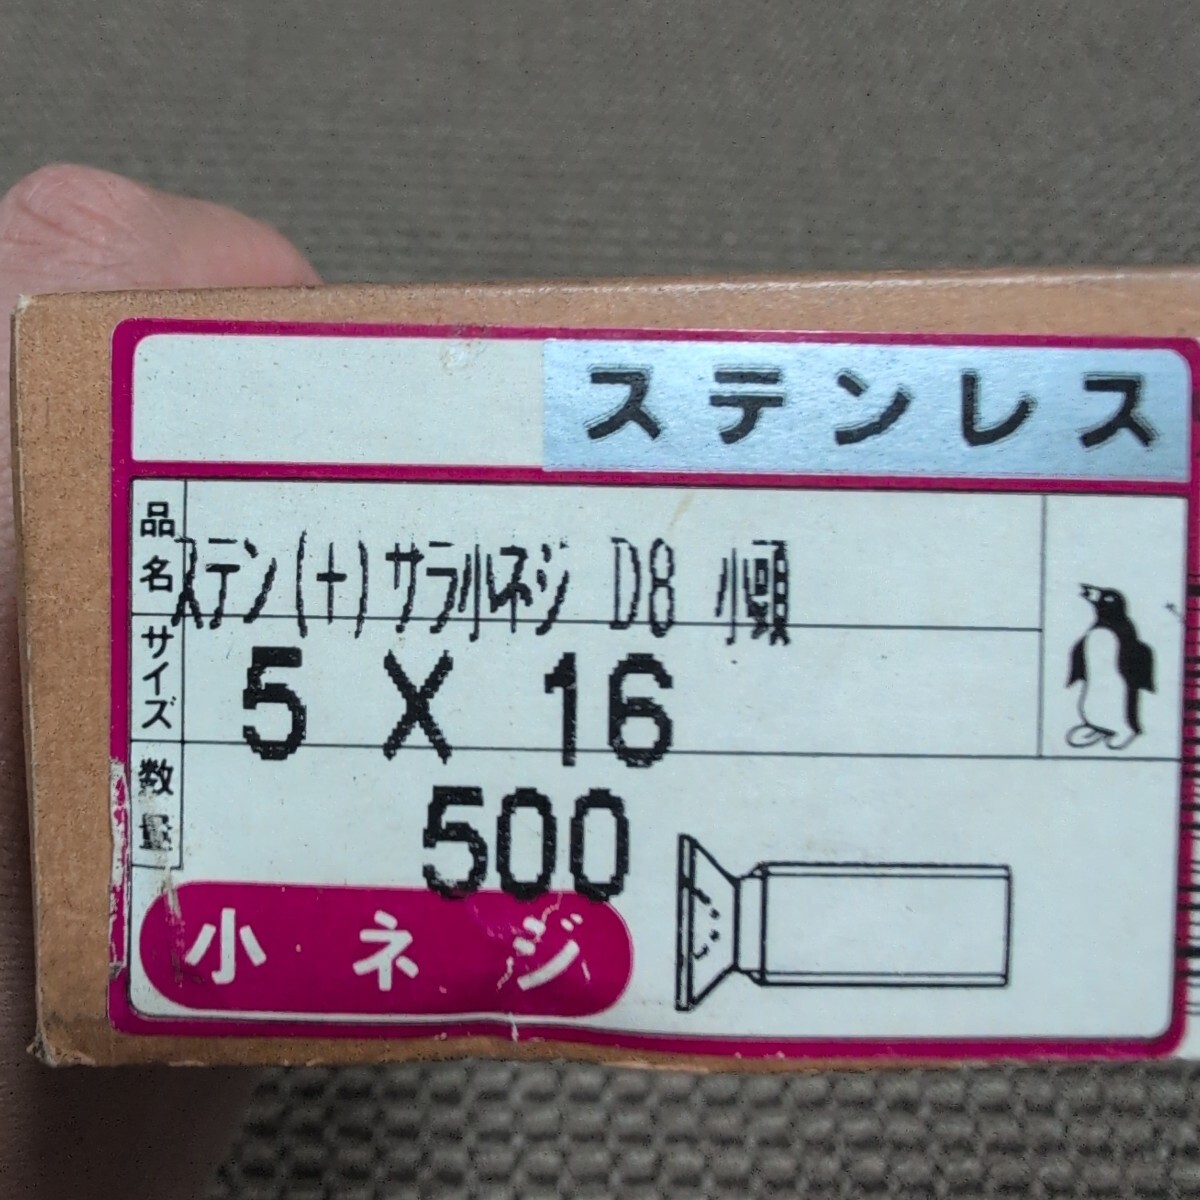 ステンレス
品名 ステン(+)サラ小ネジ D8 小頭
サイズ 5 X 16
数量 500
小ネジ